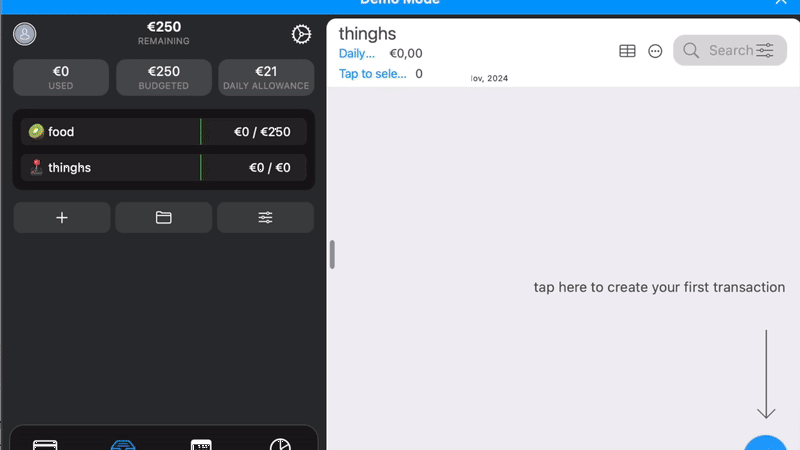 Demo Mode
€250
REMAINING
€0
USED
€250
BUDGETED
€21
DAILY ALLOWANCE
food
€0 / €250
thinghs
€0 / €0
thinghs
Daily... €0,00
Tap to sele... 0
ov, 2024
Search
tap here to create your first transaction